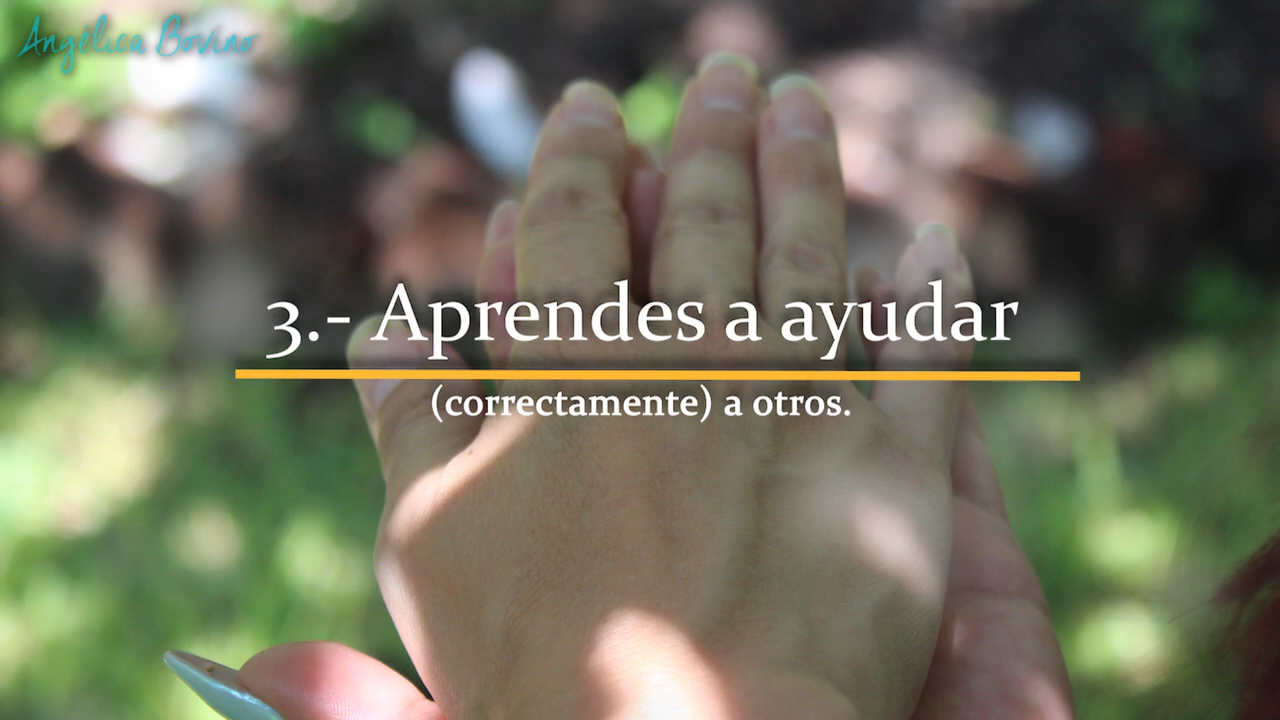 Angélica Bovino
3.- Aprendes a ayudar
(correctamente) a otros.